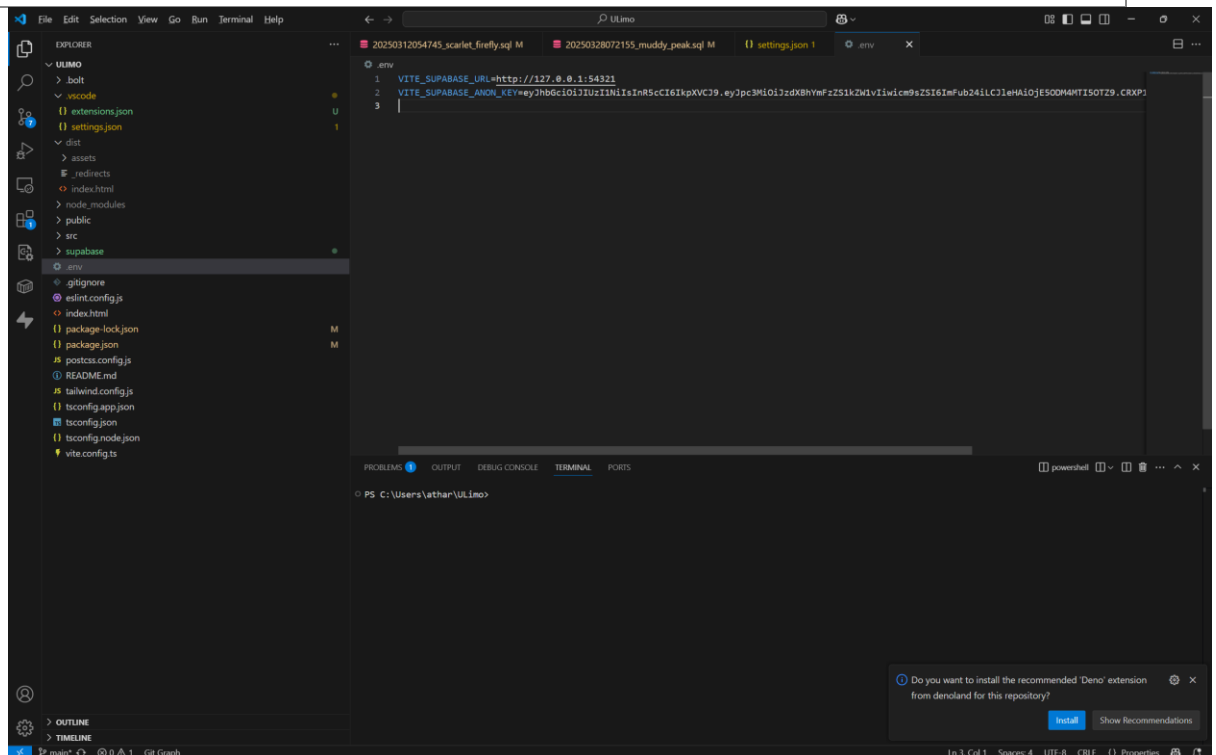 File Edit Selection View Go Run Terminal Help
ULimo
EXPLORER
20250312054745_scarlet_firefly.sql M
20250328072155_muddy_peak.sql M
settings.json 1
.env
ULIMO
.bolt
.vscode
extensions.json U
settings.json 1
dist
assets
_redirects
index.html
node_modules
public
src
supabase
.env
.gitignore
eslint.config.js
index.html
package-lock.json M
package.json M
postcss.config.js
README.md
tailwind.config.js
tsconfig.app.json
tsconfig.json
tsconfig.node.json
vite.config.ts
OUTLINE
TIMELINE
.env
1 VITE_SUPABASE_URL=http://127.0.0.1:54321
2 VITE_SUPABASE_ANON_KEY=eyJhbGciOiJIUzI1NiIsInR5cCI6IkpXVCJ9.eyJpc3MiOiJzdXBhYmFzZS1kZW1vIiwicm9sZSI6ImFub24iLCJleHAiOjE5ODM4MTI5OTZ9.CRXP1
3
PROBLEMS 1 OUTPUT DEBUG CONSOLE TERMINAL PORTS
powershell
PS C:\Users\athar\ULimo>
Do you want to install the recommended 'Deno' extension
from denoland for this repository?
Install Show Recommendations
main* 0 1 Git Graph
Ln 3, Col 1 Spaces: 4 UTF-8 CRLF {} Properties